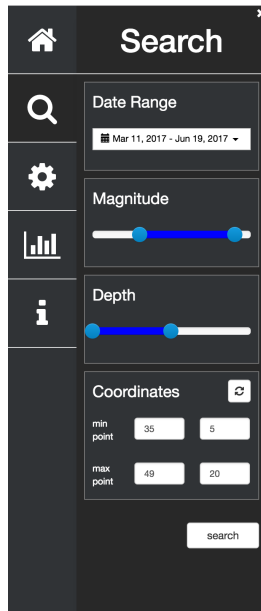 Search
Date Range
Mar 11, 2017 - Jun 19, 2017
Magnitude
Depth
Coordinates
min point 35 5
max point 49 20
search